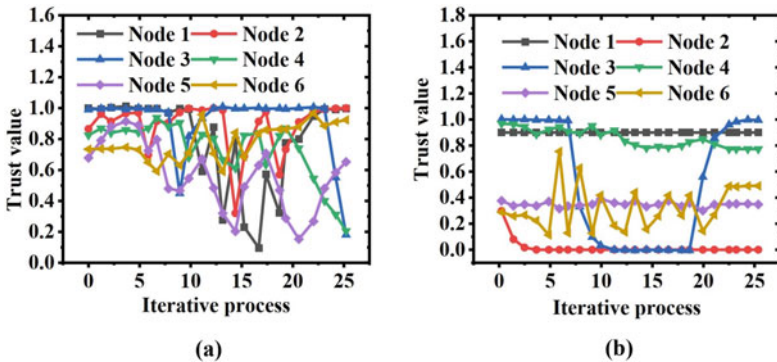 (a)
1.6
1.4
1.2
1.0
0.8
0.6
0.4
0.2
0.0
Trust value
Node 1 Node 2
Node 3 Node 4
Node 5 Node 6
0 5 10 15 20 25
Iterative process
(a)
(b)
1.8
1.6
1.4
1.2
1.0
0.8
0.6
0.4
0.2
0.0
Trust value
Node 1 Node 2
Node 3 Node 4
Node 5 Node 6
0 5 10 15 20 25
Iterative process
(b)